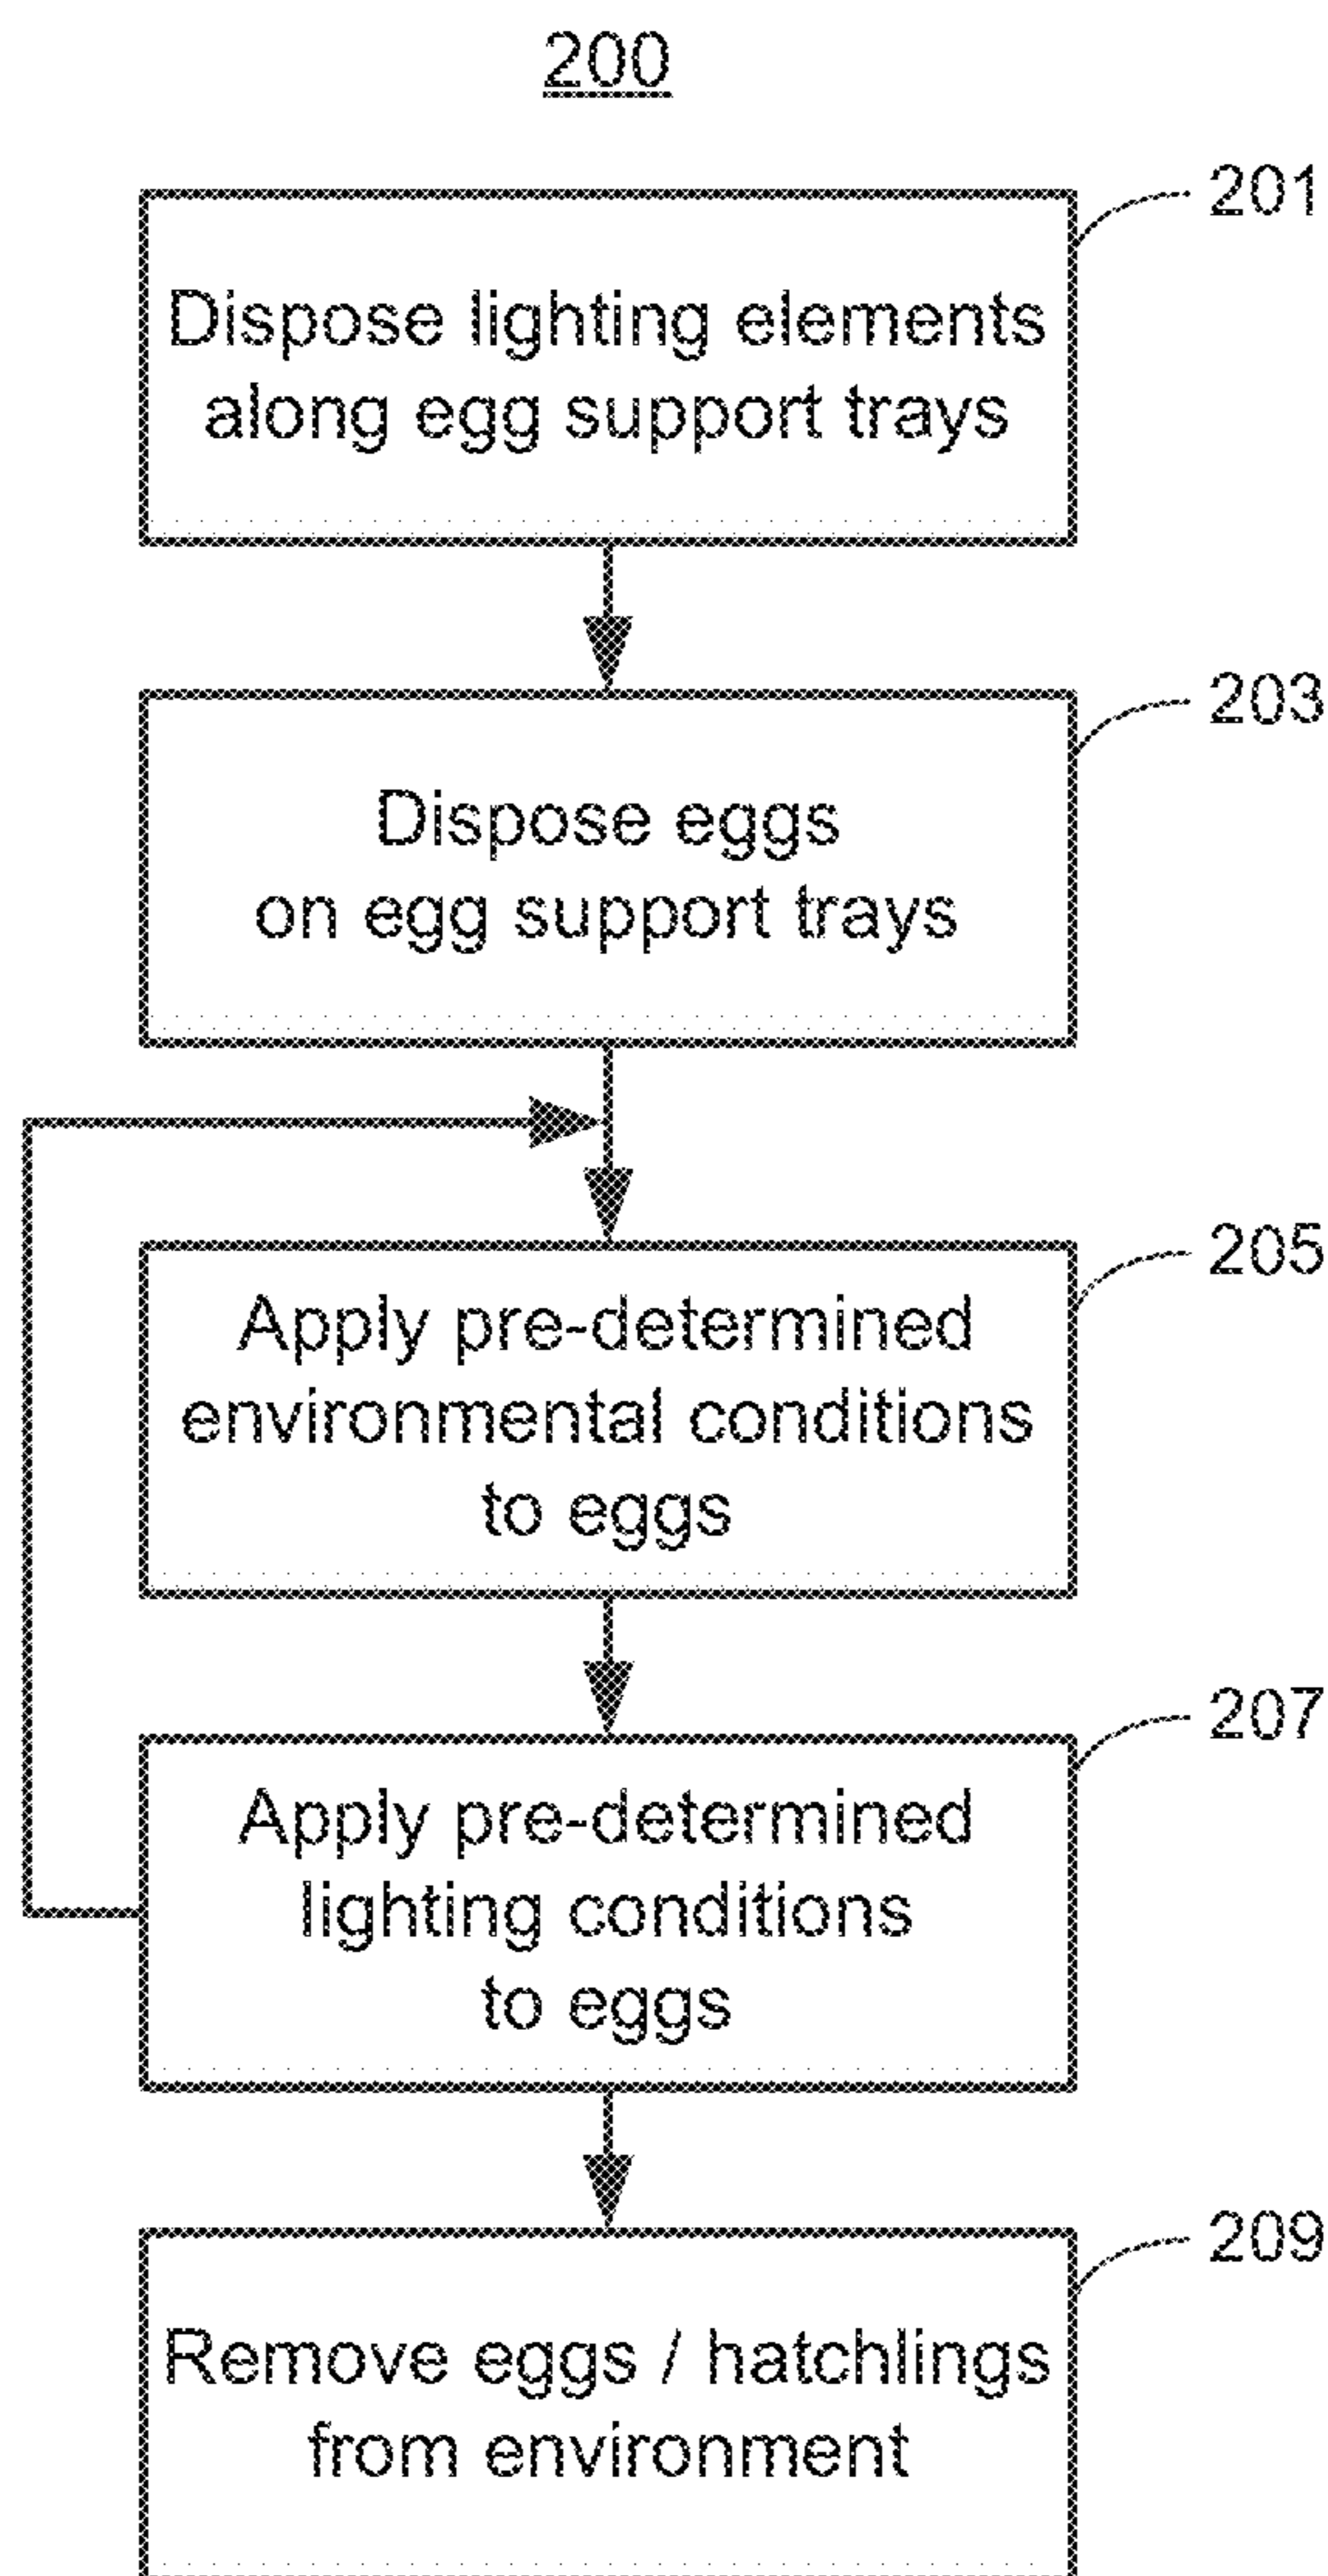 200
201
Dispose lighting elements
along egg support trays
203
Dispose eggs
on egg support trays
205
Apply pre-determined
environmental conditions
to eggs
207
Apply pre-determined
lighting conditions
to eggs
209
Remove eggs / hatchlings
from environment